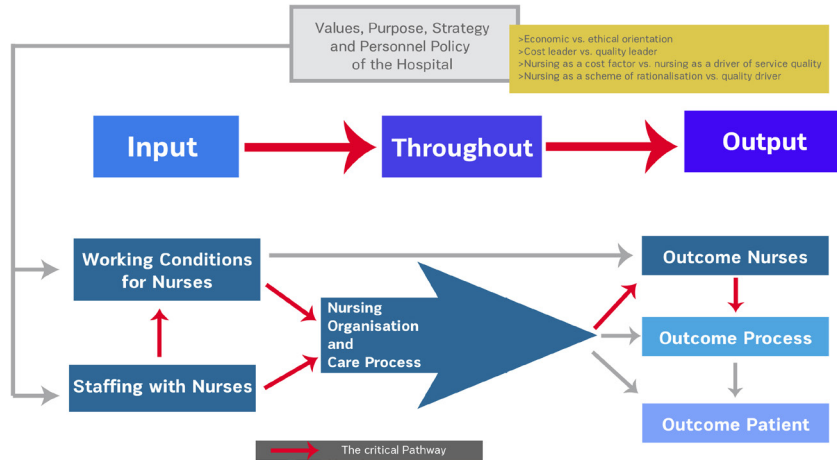 Values, Purpose, Strategy
and Personnel Policy
of the Hospital
>Economic vs. ethical orientation
>Cost leader vs. quality leader
>Nursing as a cost factor vs. nursing as a driver of service quality
>Nursing as a scheme of rationalisation vs. quality driver
Input
Throughout
Output
Working Conditions
for Nurses
Outcome Nurses
Nursing
Organisation
and
Care Process
Outcome Process
Staffing with Nurses
Outcome Patient
The critical Pathway